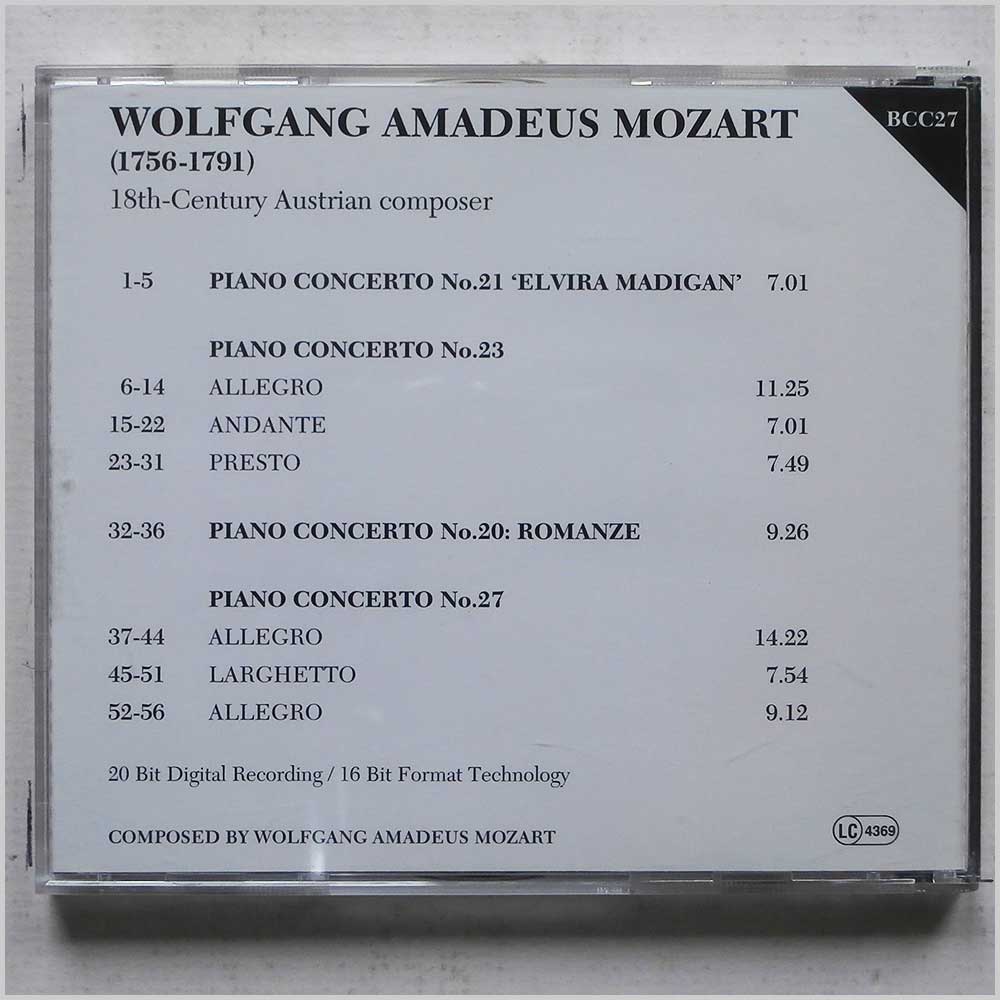 WOLFGANG AMADEUS MOZART
BCC27
(1756-1791)
18th-Century Austrian composer
1-5 PIANO CONCERTO No.21 ‘ELVIRA MADIGAN’ 7.01
PIANO CONCERTO No.23
6-14 ALLEGRO 11.25
15-22 ANDANTE 7.01
23-31 PRESTO 7.49
32-36 PIANO CONCERTO No.20: ROMANZE 9.26
PIANO CONCERTO No.27
37-44 ALLEGRO 14.22
45-51 LARGHETTO 7.54
52-56 ALLEGRO 9.12
20 Bit Digital Recording / 16 Bit Format Technology
COMPOSED BY WOLFGANG AMADEUS MOZART
LC 4369